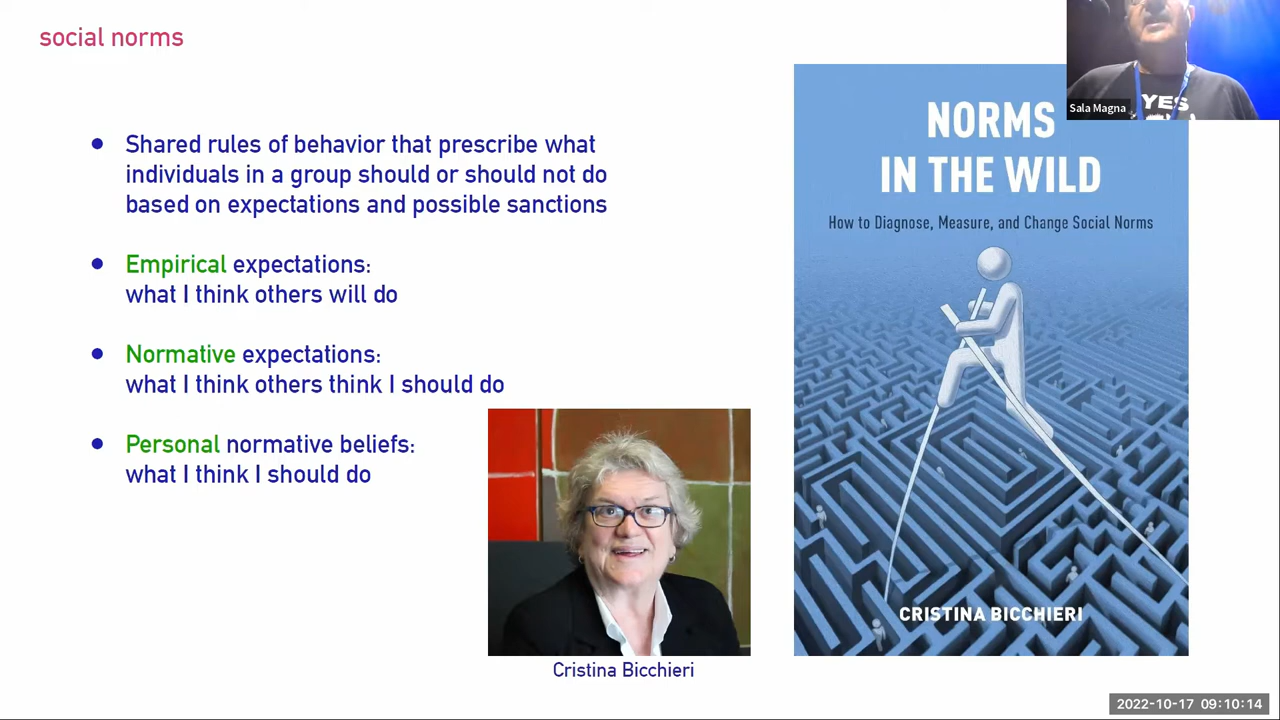 social norms
Shared rules of behavior that prescribe what
individuals in a group should or should not do
based on expectations and possible sanctions
Empirical expectations:
what I think others will do
Normative expectations:
what I think others think I should do
Personal normative beliefs:
what I think I should do
Cristina Bicchieri
NORMS
IN THE WILD
How to Diagnose, Measure, and Change Social Norms
CRISTINA BICCHIERI
Sala Magna
YES
2022-10-17 09:10:14